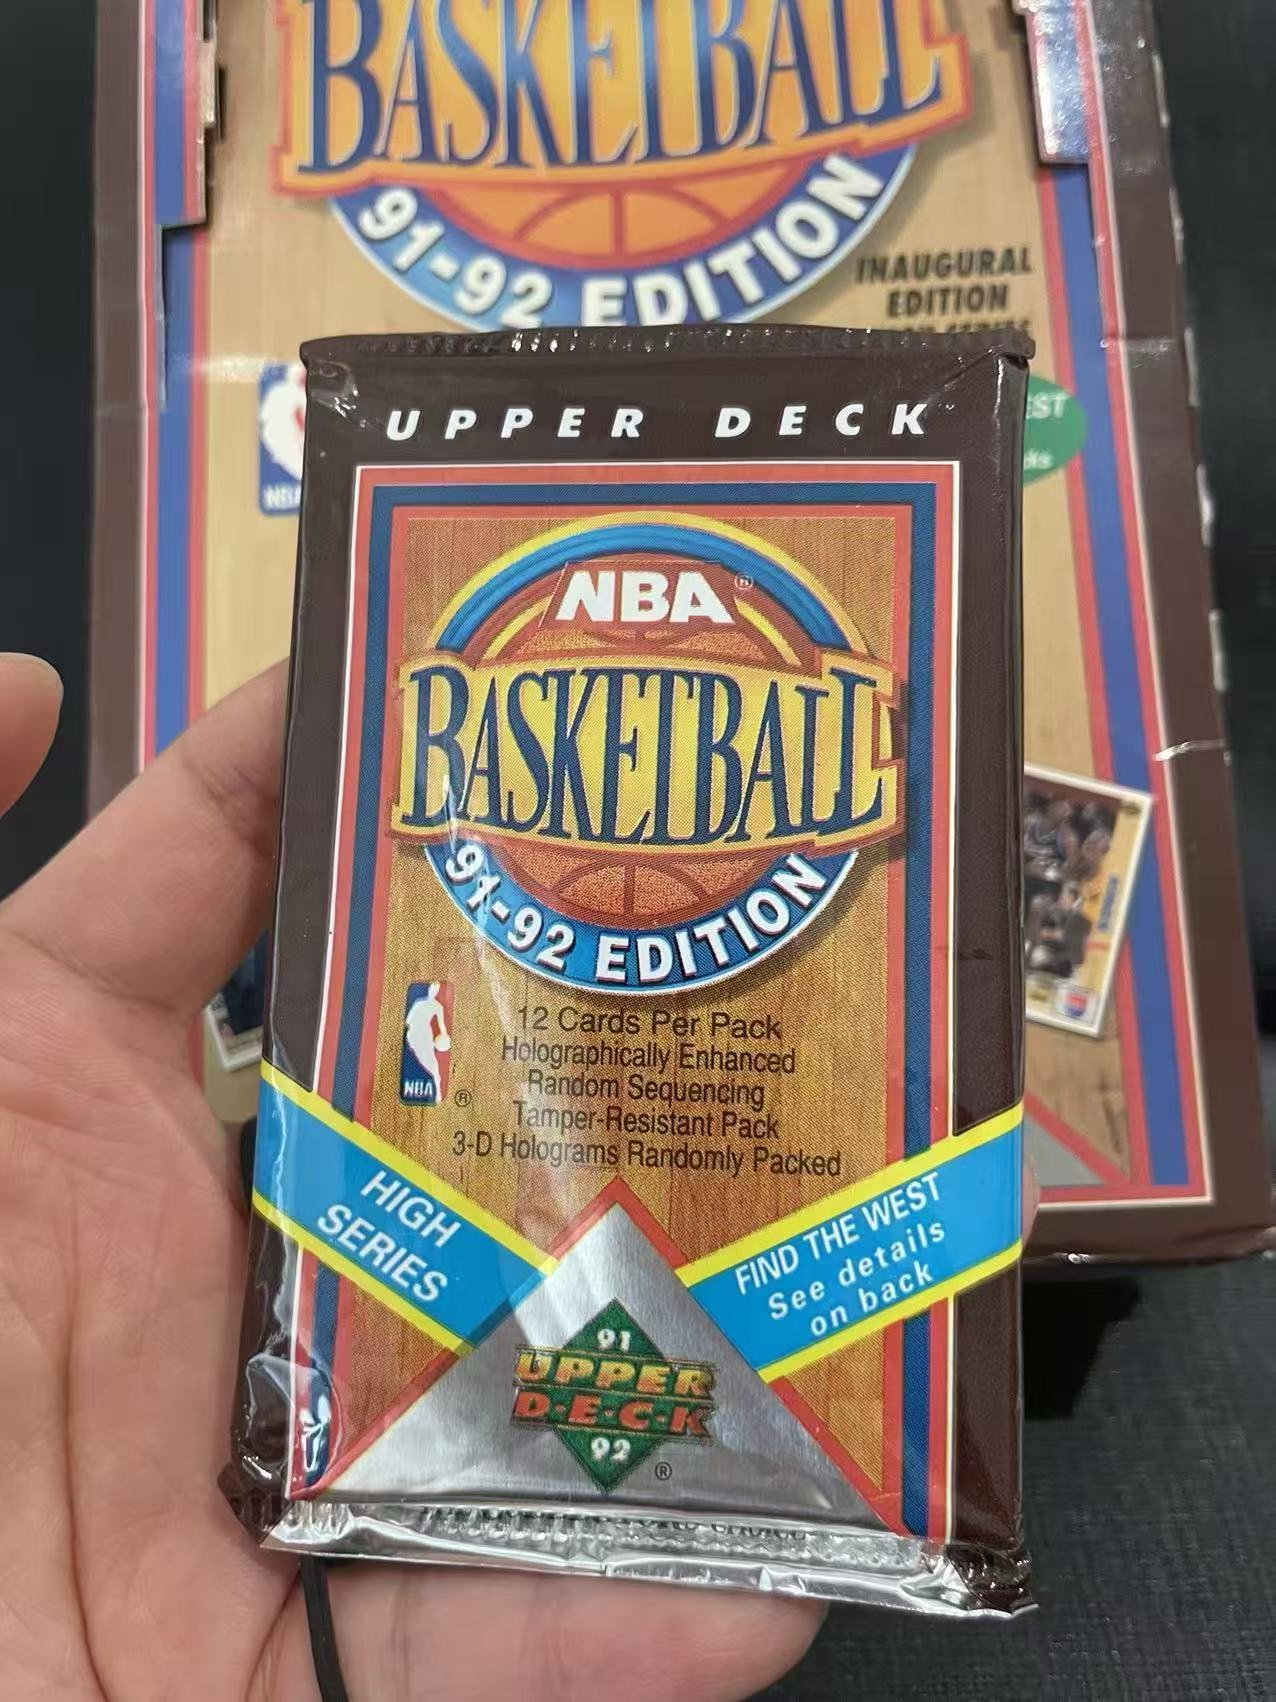 BASKETBALL
91-92 EDITION
INAUGURAL
EDITION
NBA
UPPER DECK
NBA®
BASKETBALL
91-92 EDITION
12 Cards Per Pack
Holographically Enhanced
Random Sequencing
Tamper-Resistant Pack
3-D Holograms Randomly Packed
NBA
®
HIGH
SERIES
FIND THE WEST
See details
on back
91
UPPER
D·E·C·K
92
®